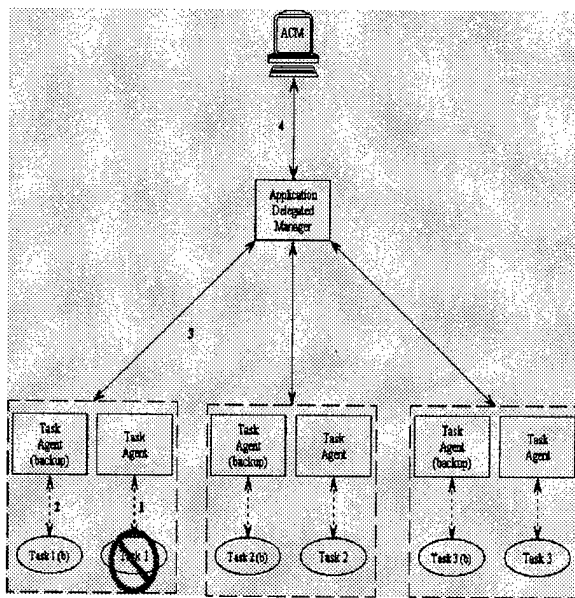 ACM
4
Application
Delegated
Manager
3
Task
Agent
(backup)
Task
Agent
Task
Agent
(backup)
Task
Agent
Task
Agent
(backup)
Task
Agent
2
1
Task 1 (b)
Task 1
Task 2 (b)
Task 2
Task 3 (b)
Task 3